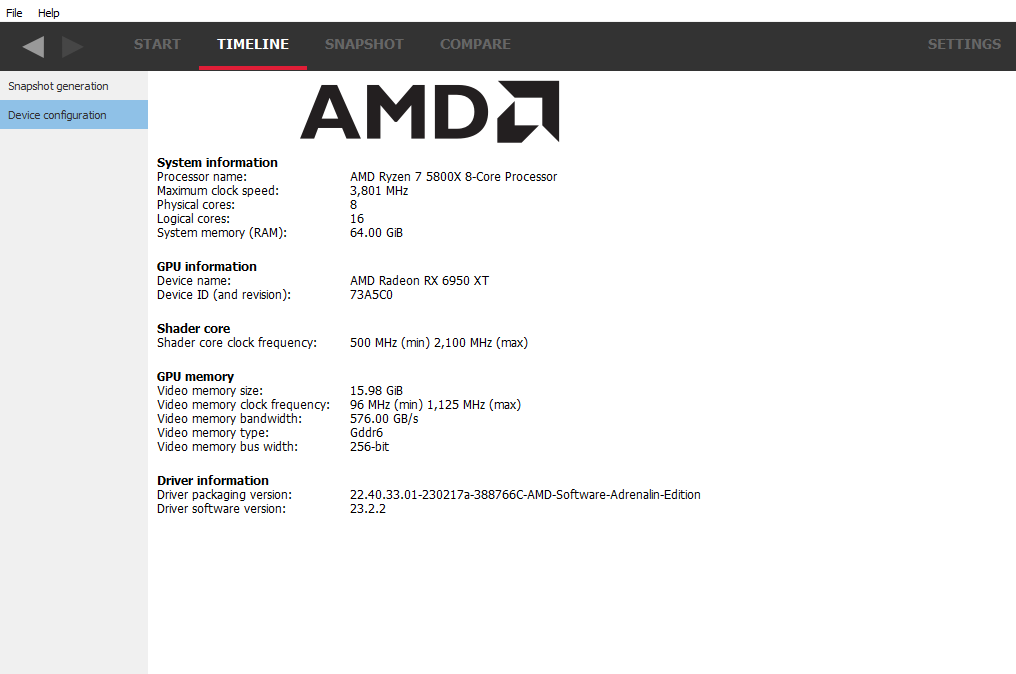 File Help
START TIMELINE SNAPSHOT COMPARE SETTINGS
Snapshot generation
Device configuration
AMD
System information
Processor name: AMD Ryzen 7 5800X 8-Core Processor
Maximum clock speed: 3,801 MHz
Physical cores: 8
Logical cores: 16
System memory (RAM): 64.00 GiB
GPU information
Device name: AMD Radeon RX 6950 XT
Device ID (and revision): 73A5C0
Shader core
Shader core clock frequency: 500 MHz (min) 2,100 MHz (max)
GPU memory
Video memory size: 15.98 GiB
Video memory clock frequency: 96 MHz (min) 1,125 MHz (max)
Video memory bandwidth: 576.00 GB/s
Video memory type: Gddr6
Video memory bus width: 256-bit
Driver information
Driver packaging version: 22.40.33.01-230217a-388766C-AMD-Software-Adrenalin-Edition
Driver software version: 23.2.2